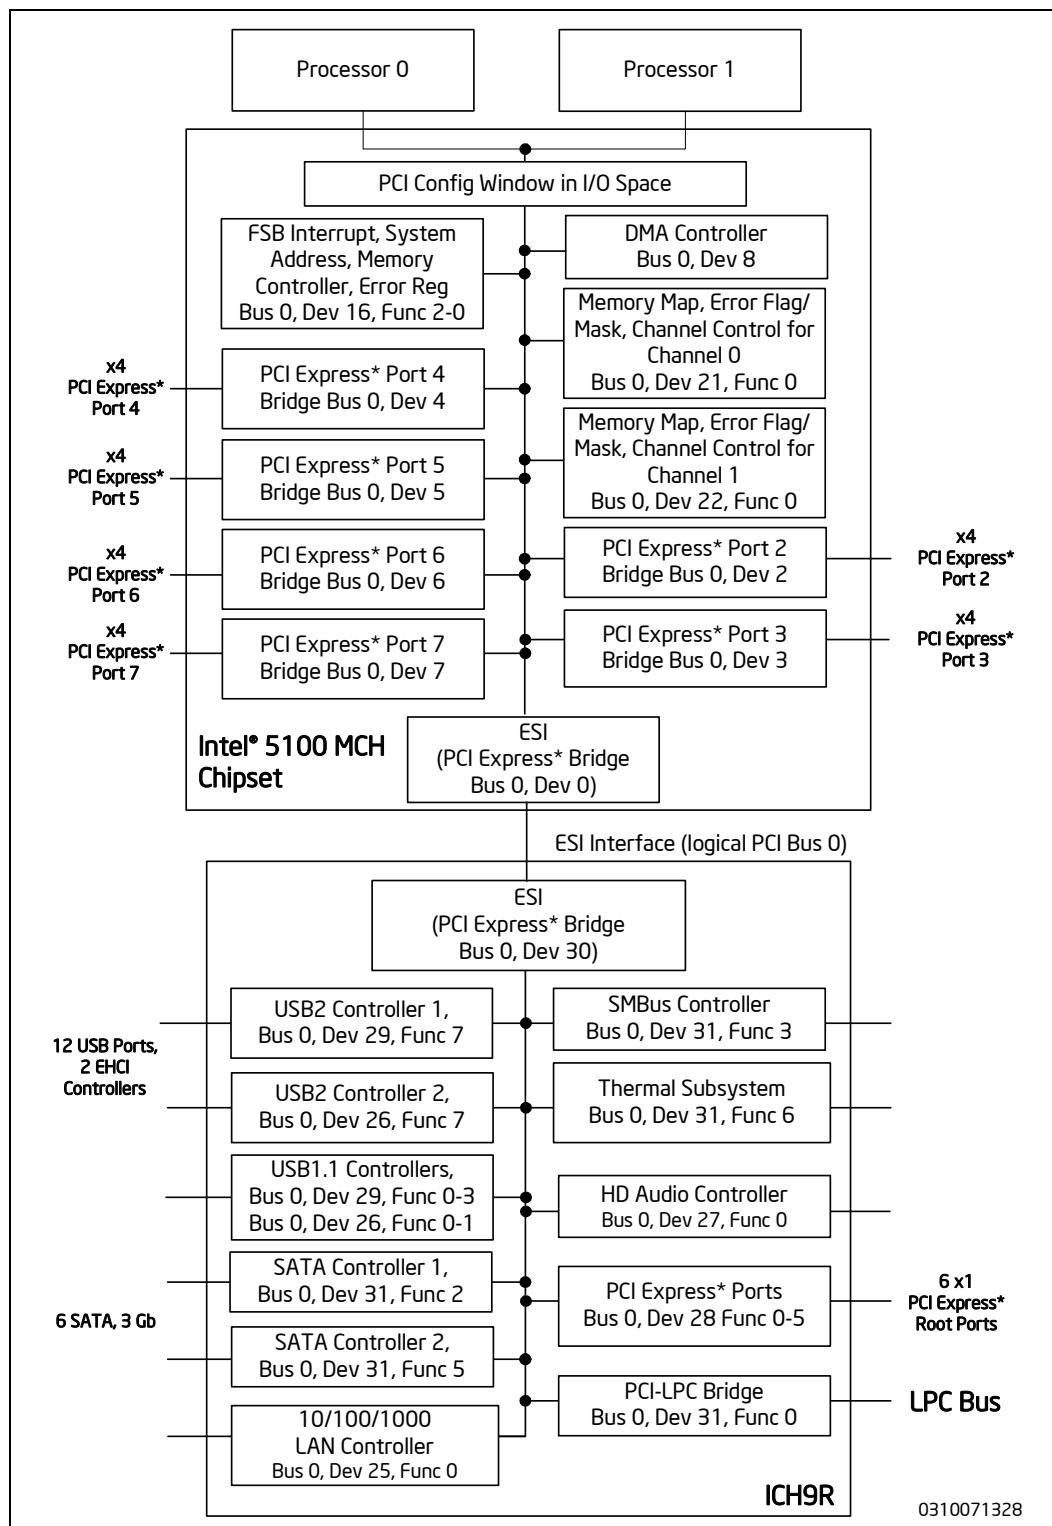 Processor 0
Processor 1
PCI Config Window in I/O Space
FSB Interrupt, System
Address, Memory
Controller, Error Reg
Bus 0, Dev 16, Func 2-0
DMA Controller
Bus 0, Dev 8
Memory Map, Error Flag/
Mask, Channel Control for
Channel 0
Bus 0, Dev 21, Func 0
x4
PCI Express*
Port 4
PCI Express* Port 4
Bridge Bus 0, Dev 4
Memory Map, Error Flag/
Mask, Channel Control for
Channel 1
Bus 0, Dev 22, Func 0
x4
PCI Express*
Port 5
PCI Express* Port 5
Bridge Bus 0, Dev 5
x4
PCI Express*
Port 6
PCI Express* Port 6
Bridge Bus 0, Dev 6
PCI Express* Port 2
Bridge Bus 0, Dev 2
x4
PCI Express*
Port 2
x4
PCI Express*
Port 7
PCI Express* Port 7
Bridge Bus 0, Dev 7
PCI Express* Port 3
Bridge Bus 0, Dev 3
x4
PCI Express*
Port 3
Intel® 5100 MCH
Chipset
ESI
(PCI Express* Bridge
Bus 0, Dev 0)
ESI Interface (logical PCI Bus 0)
ESI
(PCI Express* Bridge
Bus 0, Dev 30)
12 USB Ports,
2 EHCI
Controllers
USB2 Controller 1,
Bus 0, Dev 29, Func 7
SMBus Controller
Bus 0, Dev 31, Func 3
USB2 Controller 2,
Bus 0, Dev 26, Func 7
Thermal Subsystem
Bus 0, Dev 31, Func 6
USB1.1 Controllers,
Bus 0, Dev 29, Func 0-3
Bus 0, Dev 26, Func 0-1
HD Audio Controller
Bus 0, Dev 27, Func 0
6 SATA, 3 Gb
SATA Controller 1,
Bus 0, Dev 31, Func 2
PCI Express* Ports
Bus 0, Dev 28 Func 0-5
6 x1
PCI Express*
Root Ports
SATA Controller 2,
Bus 0, Dev 31, Func 5
PCI-LPC Bridge
Bus 0, Dev 31, Func 0
LPC Bus
10/100/1000
LAN Controller
Bus 0, Dev 25, Func 0
ICH9R
0310071328